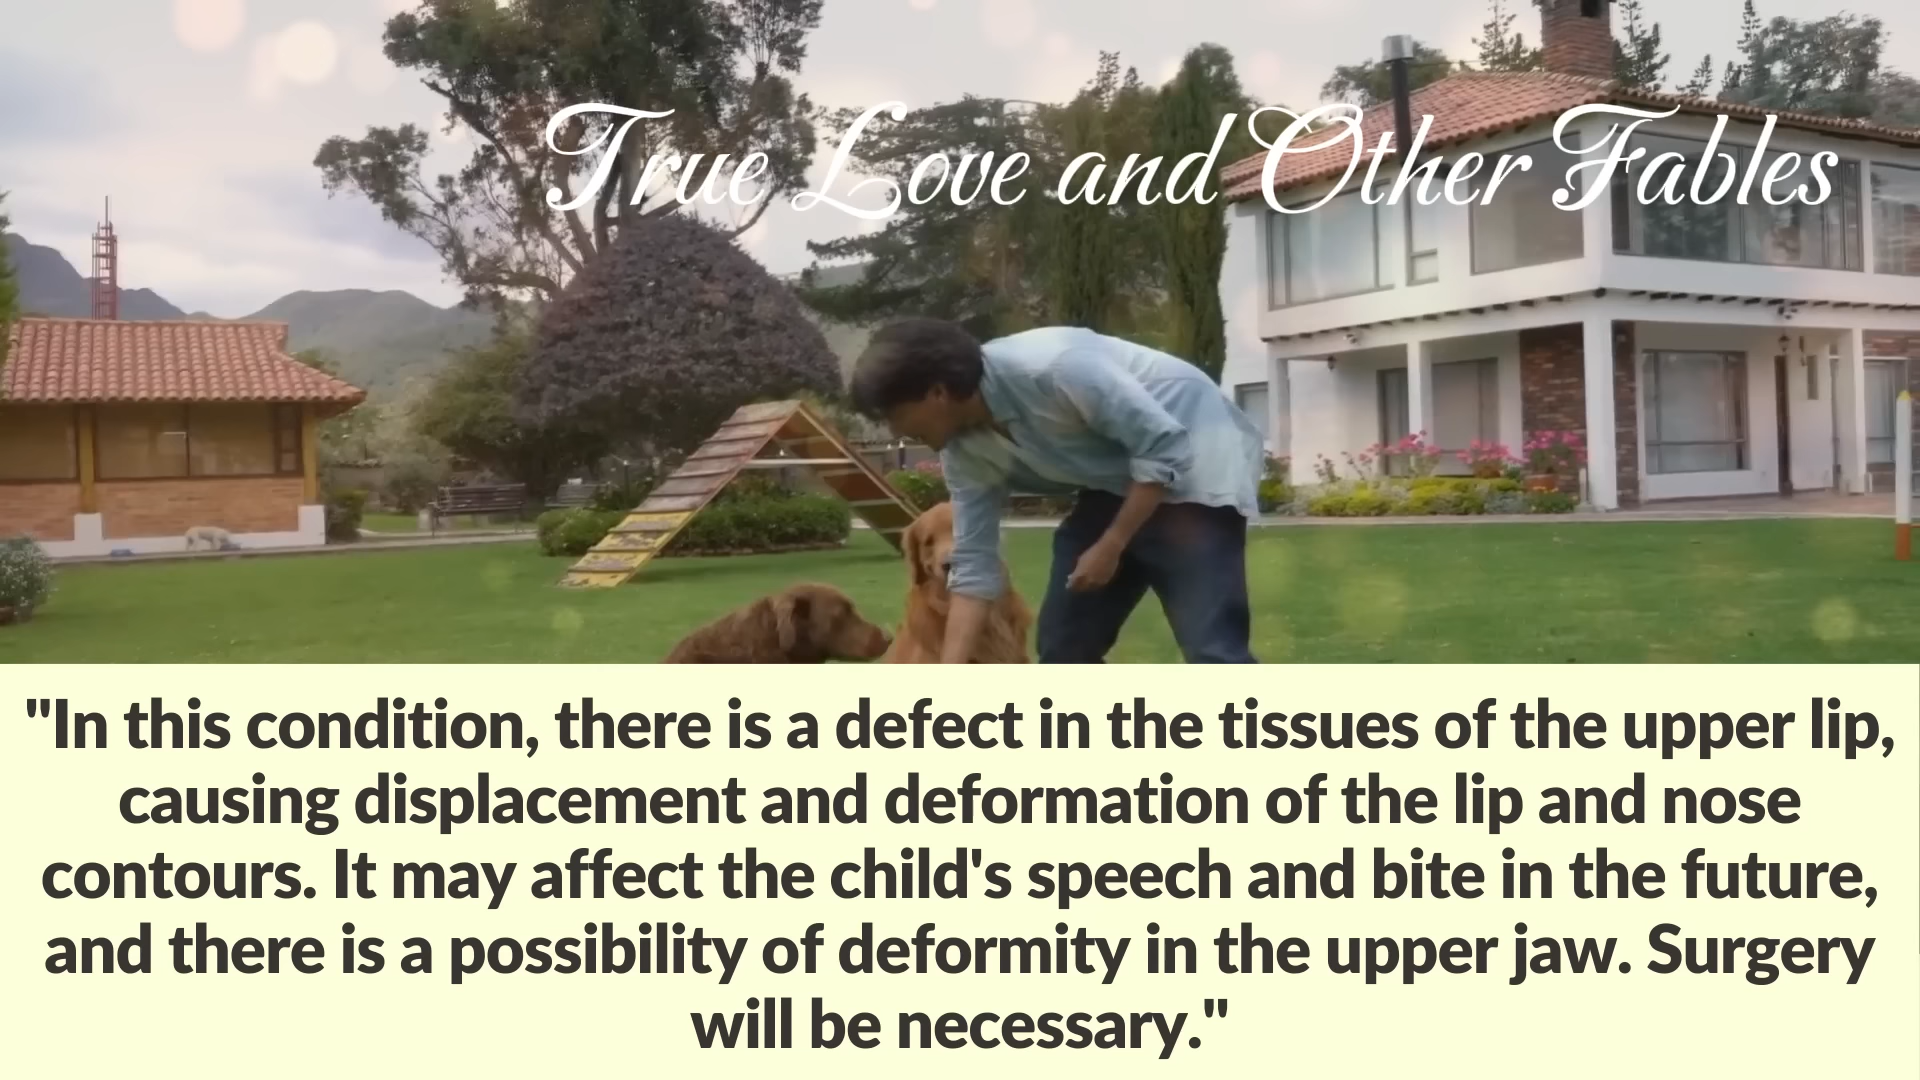 True Love and Other Fables
"In this condition, there is a defect in the tissues of the upper lip,
causing displacement and deformation of the lip and nose
contours. It may affect the child's speech and bite in the future,
and there is a possibility of deformity in the upper jaw. Surgery
will be necessary."